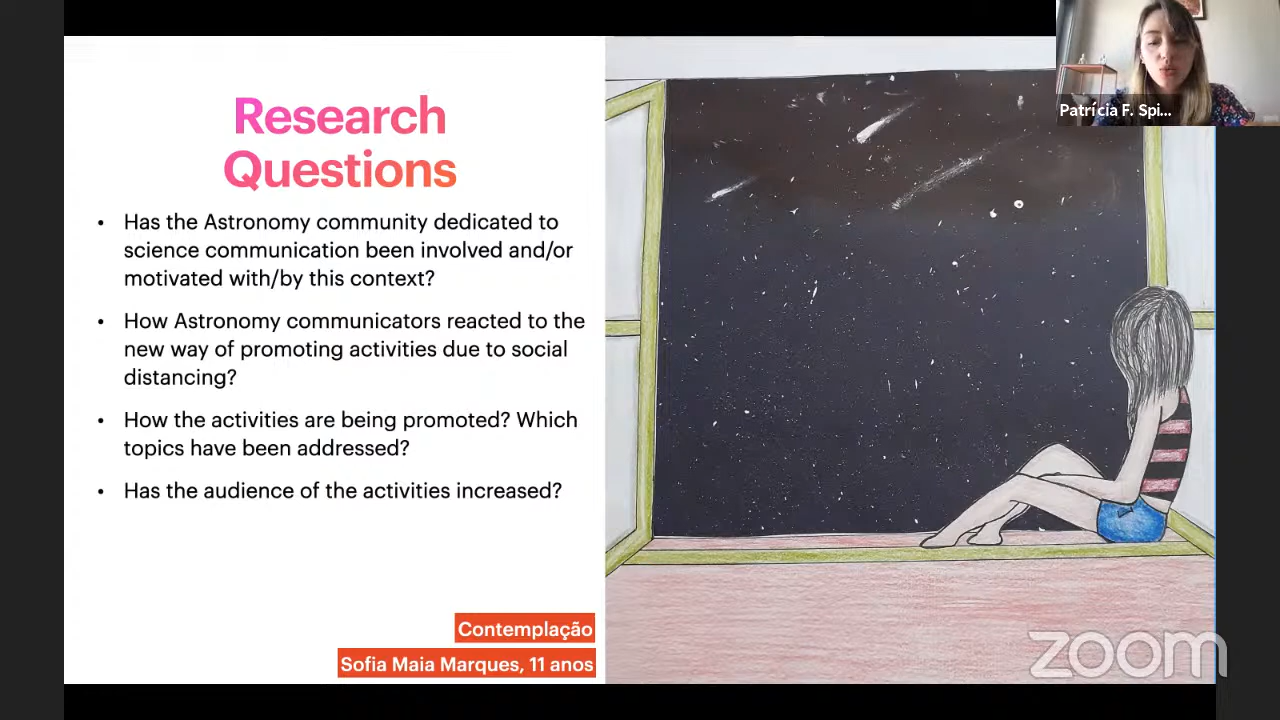 Patrícia F. Spi...
Research
Questions
• Has the Astronomy community dedicated to
science communication been involved and/or
motivated with/by this context?
• How Astronomy communicators reacted to the
new way of promoting activities due to social
distancing?
• How the activities are being promoted? Which
topics have been addressed?
• Has the audience of the activities increased?
Contemplação
Sofia Maia Marques, 11 anos
zoom